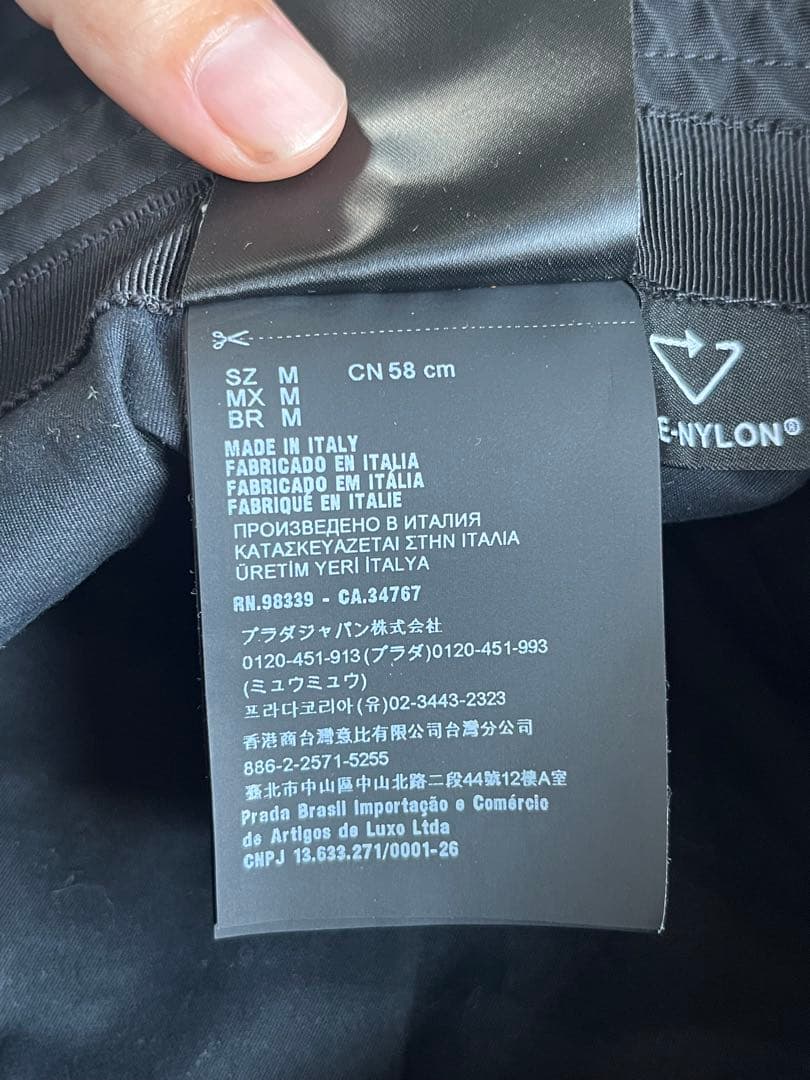 SZ M CN 58 cm
MX M
BR M
MADE IN ITALY
FABRICADO EN ITALIA
FABRICADO EM ITÁLIA
FABRIQUÉ EN ITALIE
ПРОИЗВЕДЕНО В ИТАЛИЯ
ΚΑΤΑΣΚΕΥΑΖΕΤΑΙ ΣΤΗΝ ΙΤΑΛΙΑ
ÜRETİM YERİ İTALYA
RN.98339 - CA.34767
プラダジャパン株式会社
0120-451-913(プラダ)0120-451-993
(ミュウミュウ)
프라다코리아(유)02-3443-2323
香港商台灣意比有限公司台灣分公司
886-2-2571-5255
臺北市中山區中山北路二段44號12樓A室
Prada Brasil Importação e Comércio
de Artigos de Luxo Ltda
CNPJ 13.633.271/0001-26
E-NYLON®